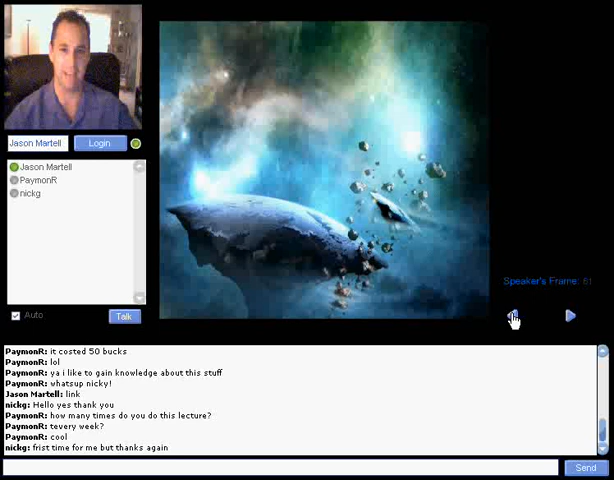 Jason Martell
Login
Jason Martell
PaymonR
nickg
Auto
Talk
Speaker's Frame: 61
PaymonR: it costed 50 bucks
PaymonR: lol
PaymonR: ya i like to gain knowledge about this stuff
PaymonR: whatsup nicky!
Jason Martell: link
nickg: Hello yes thank you
PaymonR: how many times do you do this lecture?
PaymonR: tevery week?
PaymonR: cool
nickg: frist time for me but thanks again
Send